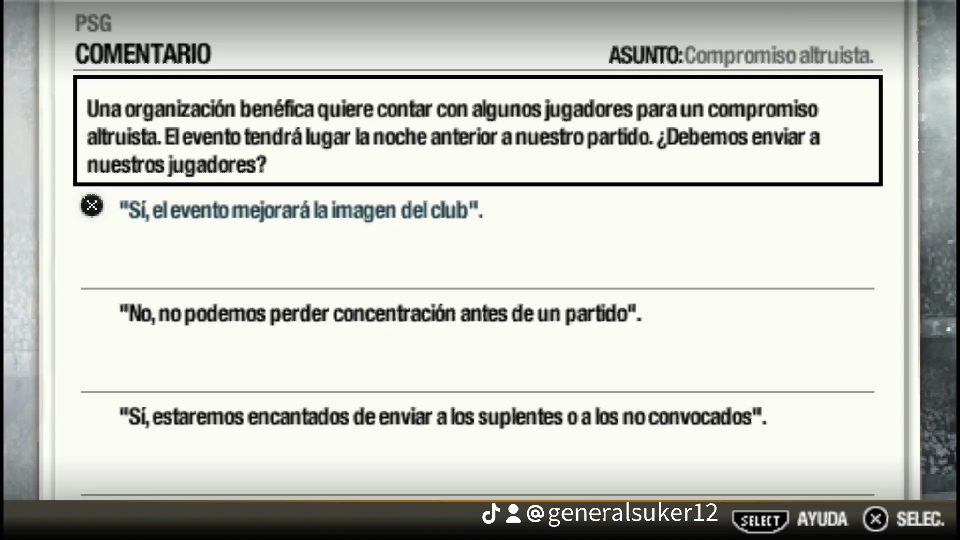 PSG
COMENTARIO
ASUNTO:Compromiso altruista.
Una organización benéfica quiere contar con algunos jugadores para un compromiso
altruista. El evento tendrá lugar la noche anterior a nuestro partido. ¿Debemos enviar a
nuestros jugadores?
"Sí, el evento mejorará la imagen del club".
"No, no podemos perder concentración antes de un partido".
"Sí, estaremos encantados de enviar a los suplentes o a los no convocados".
@generalsuker12
SELECT AYUDA SELEC.